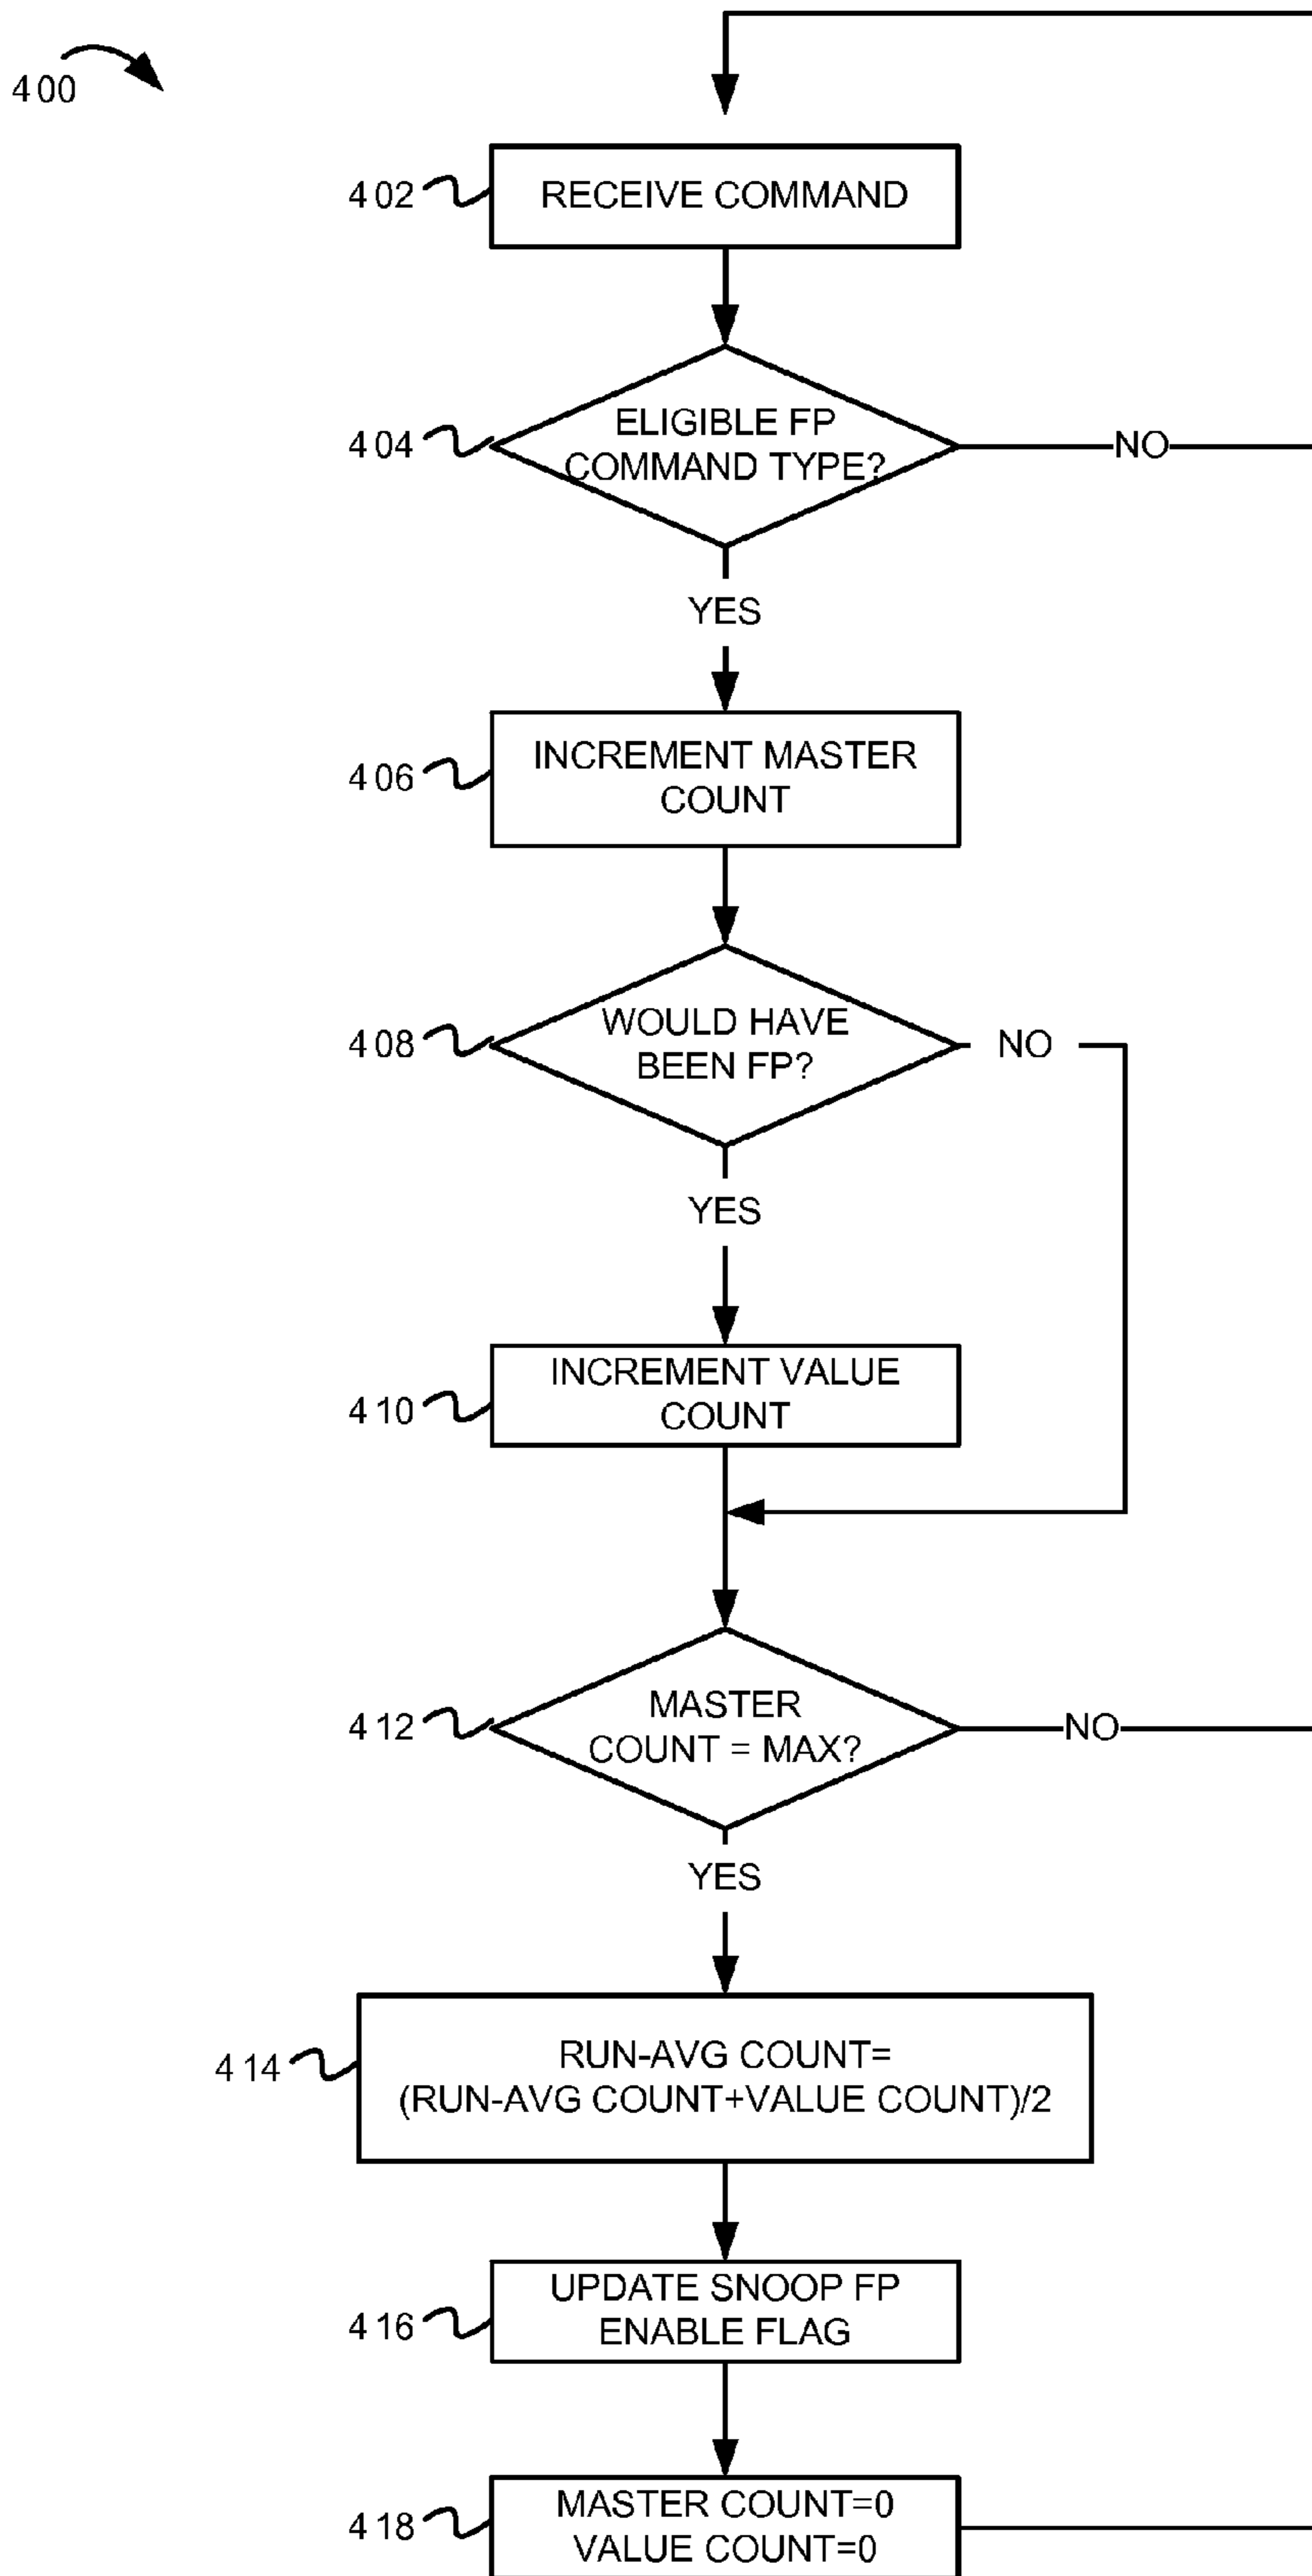 400
402
RECEIVE COMMAND
404
ELIGIBLE FP
COMMAND TYPE?
NO
YES
406
INCREMENT MASTER
COUNT
408
WOULD HAVE
BEEN FP?
NO
YES
410
INCREMENT VALUE
COUNT
412
MASTER
COUNT = MAX?
NO
YES
414
RUN-AVG COUNT=
(RUN-AVG COUNT+VALUE COUNT)/2
416
UPDATE SNOOP FP
ENABLE FLAG
418
MASTER COUNT=0
VALUE COUNT=0